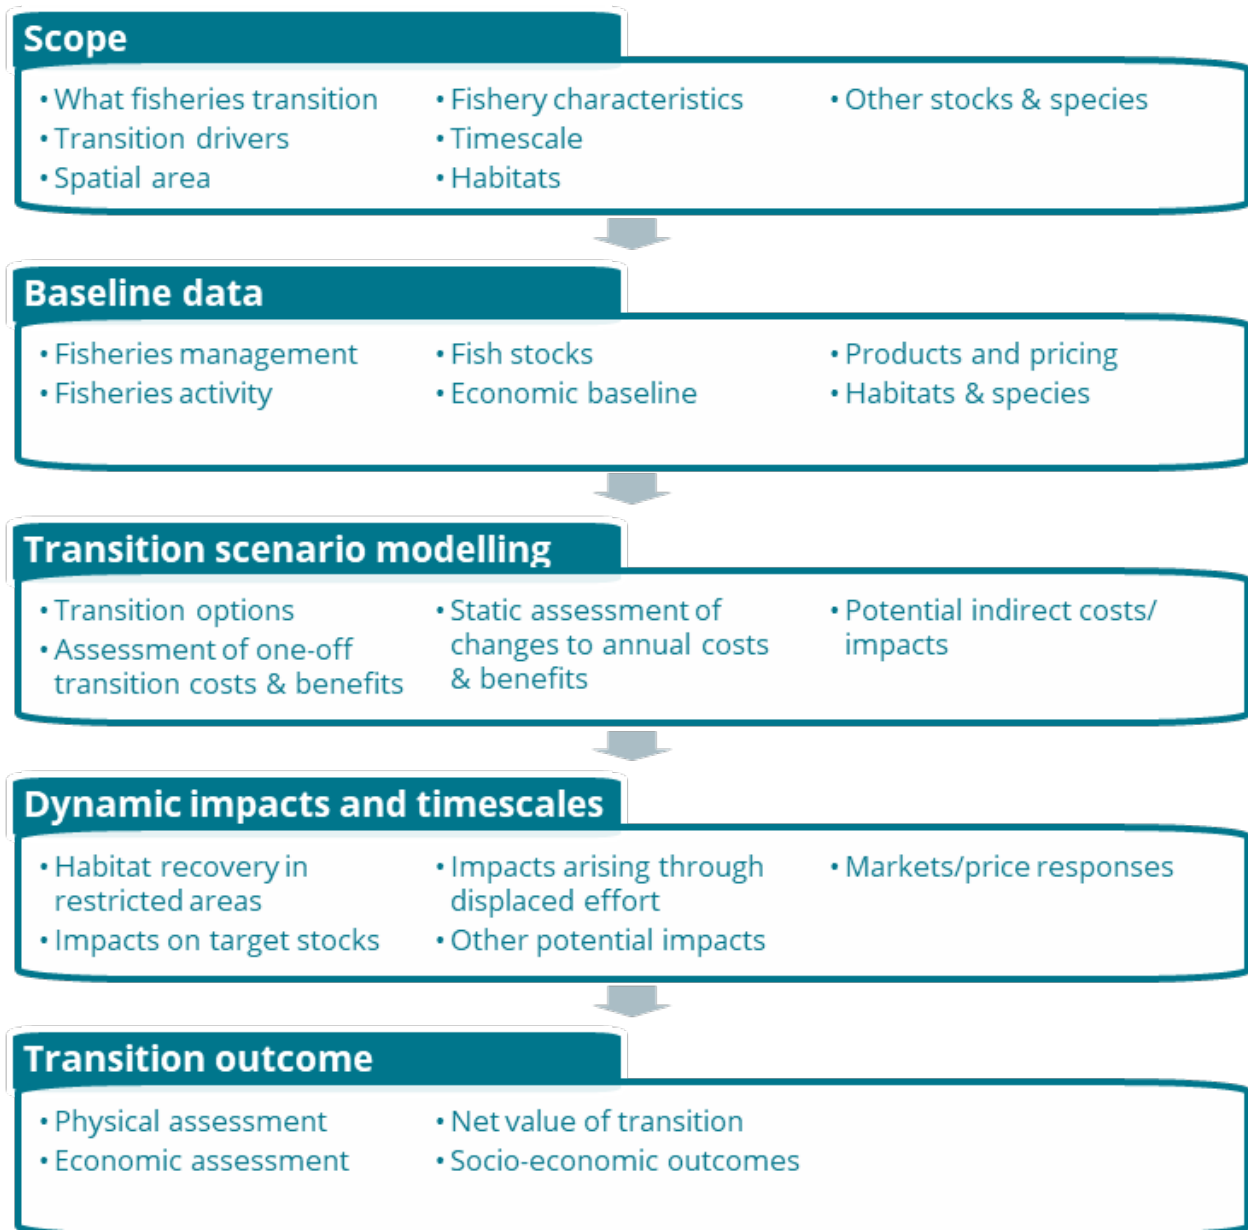 Scope
• What fisheries transition
• Transition drivers
• Spatial area
• Fishery characteristics
• Timescale
• Habitats
• Other stocks & species
Baseline data
• Fisheries management
• Fisheries activity
• Fish stocks
• Economic baseline
• Products and pricing
• Habitats & species
Transition scenario modelling
• Transition options
• Assessment of one-off
transition costs & benefits
• Static assessment of
changes to annual costs
& benefits
• Potential indirect costs/
impacts
Dynamic impacts and timescales
• Habitat recovery in
restricted areas
• Impacts on target stocks
• Impacts arising through
displaced effort
• Other potential impacts
• Markets/price responses
Transition outcome
• Physical assessment
• Economic assessment
• Net value of transition
• Socio-economic outcomes